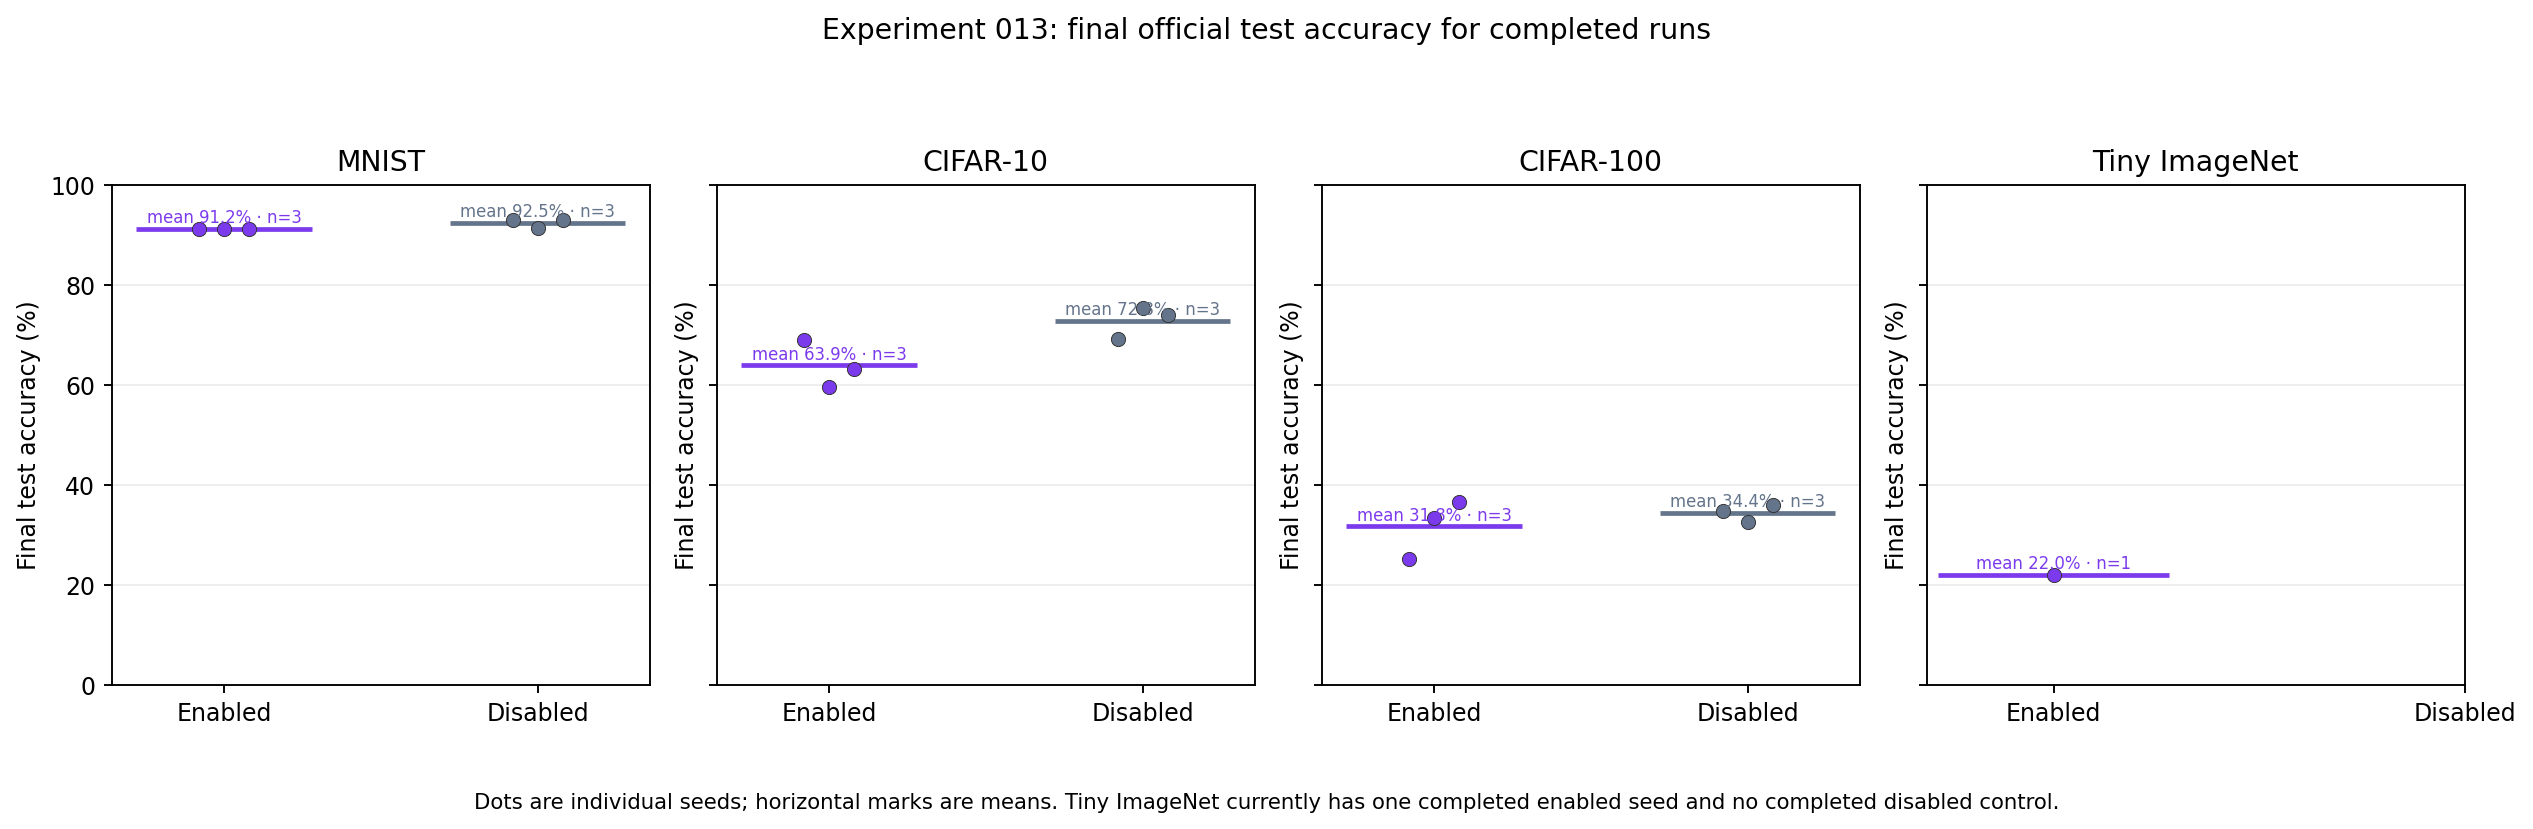 Experiment 013: final official test accuracy for completed runs
MNIST
Final test accuracy (%)
100
80
60
40
20
0
mean 91.2% · n=3
mean 92.5% · n=3
Enabled
Disabled
CIFAR-10
Final test accuracy (%)
mean 63.9% · n=3
mean 72.8% · n=3
Enabled
Disabled
CIFAR-100
Final test accuracy (%)
mean 31.8% · n=3
mean 34.4% · n=3
Enabled
Disabled
Tiny ImageNet
Final test accuracy (%)
mean 22.0% · n=1
Enabled
Disabled
Dots are individual seeds; horizontal marks are means. Tiny ImageNet currently has one completed enabled seed and no completed disabled control.